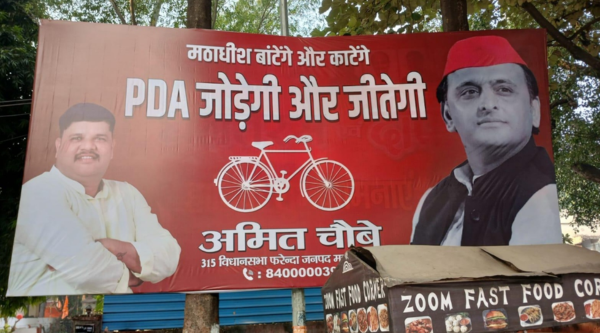 मठाधीश बांटेंगे और काटेंगे
PDA जोड़ेगी और जीतेगी
अमित चौबे
315 विधानसभा फरेन्दा जनपद
ZOOM FAST FOOD CORNER
ZOOM FAST FOOD COR